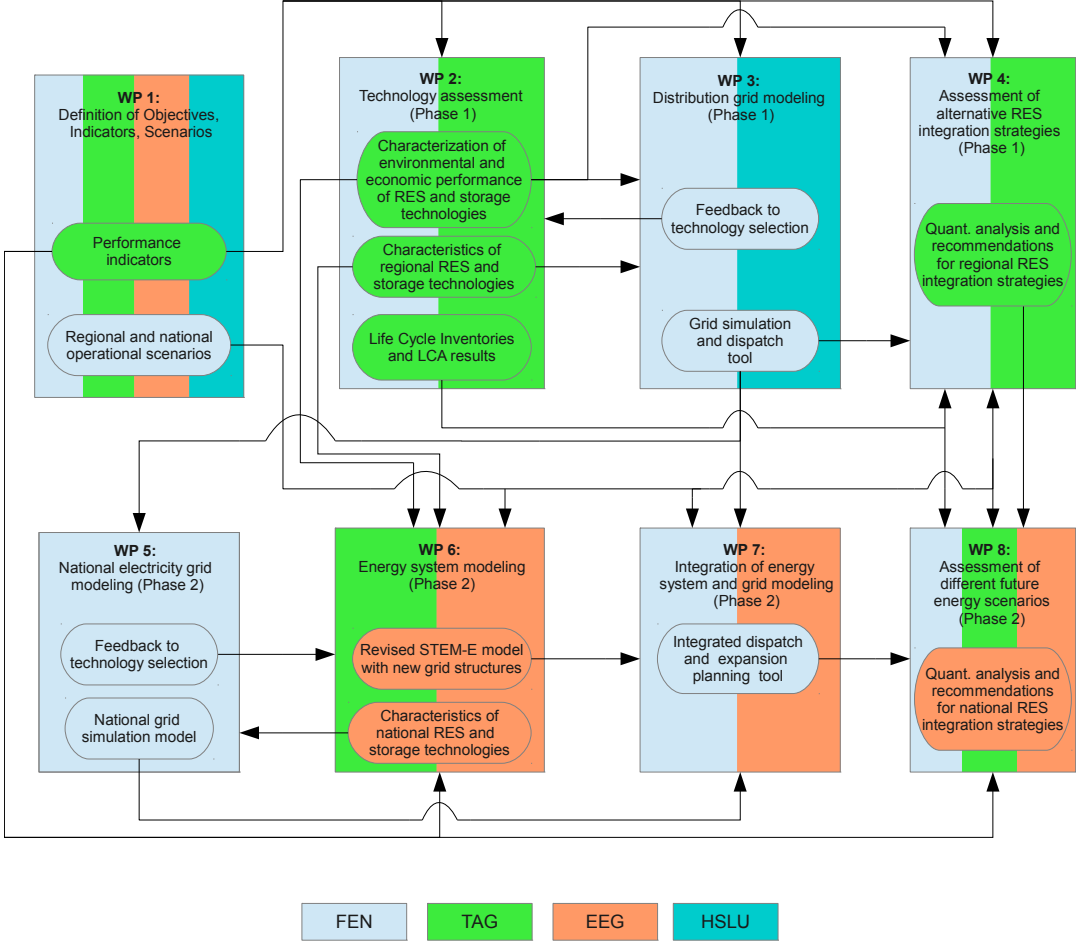 WP 1:
Definition of Objectives,
Indicators, Scenarios
Performance
indicators
Regional and national
operational scenarios
WP 2:
Technology assessment
(Phase 1)
Characterization of
environmental and
economic performance
of RES and storage
technologies
Characteristics of
regional RES and
storage technologies
Life Cycle Inventories
and LCA results
WP 3:
Distribution grid modeling
(Phase 1)
Feedback to
technology selection
Grid simulation
and dispatch
tool
WP 4:
Assessment of
alternative RES
integration strategies
(Phase 1)
Quant. analysis and
recommendations
for regional RES
integration strategies
WP 5:
National electricity grid
modeling (Phase 2)
Feedback to
technology selection
National grid
simulation model
WP 6:
Energy system modeling
(Phase 2)
Revised STEM-E model
with new grid structures
Characteristics of
national RES and
storage technologies
WP 7:
Integration of energy
system and grid modeling
(Phase 2)
Integrated dispatch
and expansion
planning tool
WP 8:
Assessment of
different future
energy scenarios
(Phase 2)
Quant. analysis and
recommendations
for national RES
integration strategies
FEN
TAG
EEG
HSLU